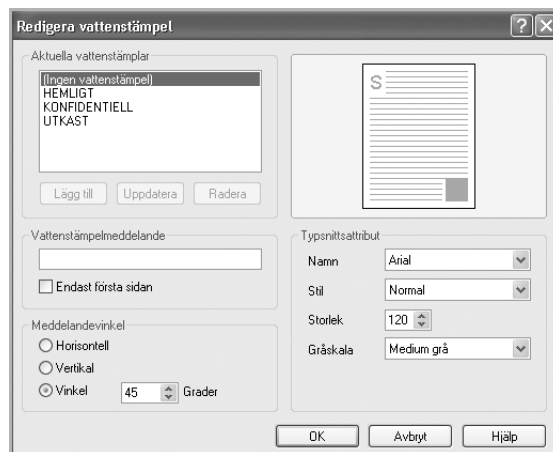 Redigera vattenstämpel
Aktuella vattenstämplar
(Ingen vattenstämpel)
HEMLIGT
KONFIDENTIELL
UTKAST
Lägg till Uppdatera Radera
S
Vattenstämpelmeddelande
Endast första sidan
Meddelandevinkel
Horisontell
Vertikal
Vinkel 45 Grader
Typsnittsattribut
Namn Arial
Stil Normal
Storlek 120
Gråskala Medium grå
OK Avbryt Hjälp